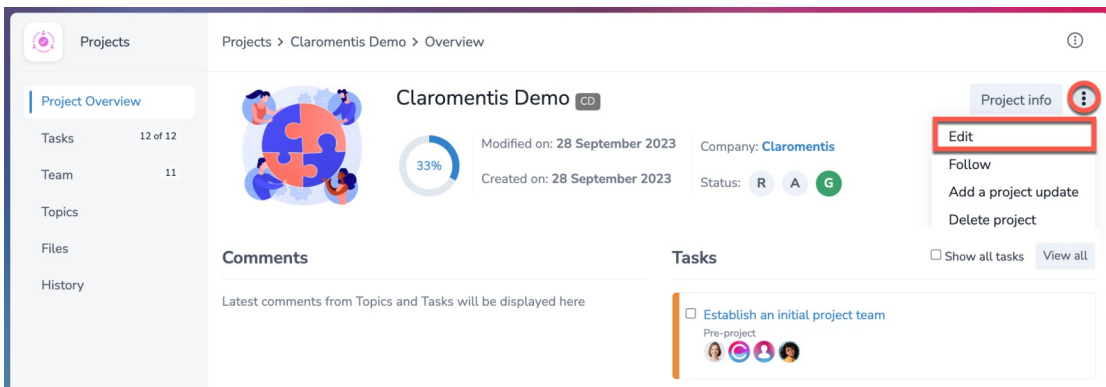 Projects
Projects > Claromentis Demo > Overview
Project Overview
Tasks 12 of 12
Team 11
Topics
Files
History
Claromentis Demo CD
33%
Modified on: 28 September 2023
Created on: 28 September 2023
Company: Claromentis
Status: R A G
Project info
Edit
Follow
Add a project update
Delete project
Comments
Latest comments from Topics and Tasks will be displayed here
Tasks
Show all tasks View all
Establish an initial project team
Pre-project